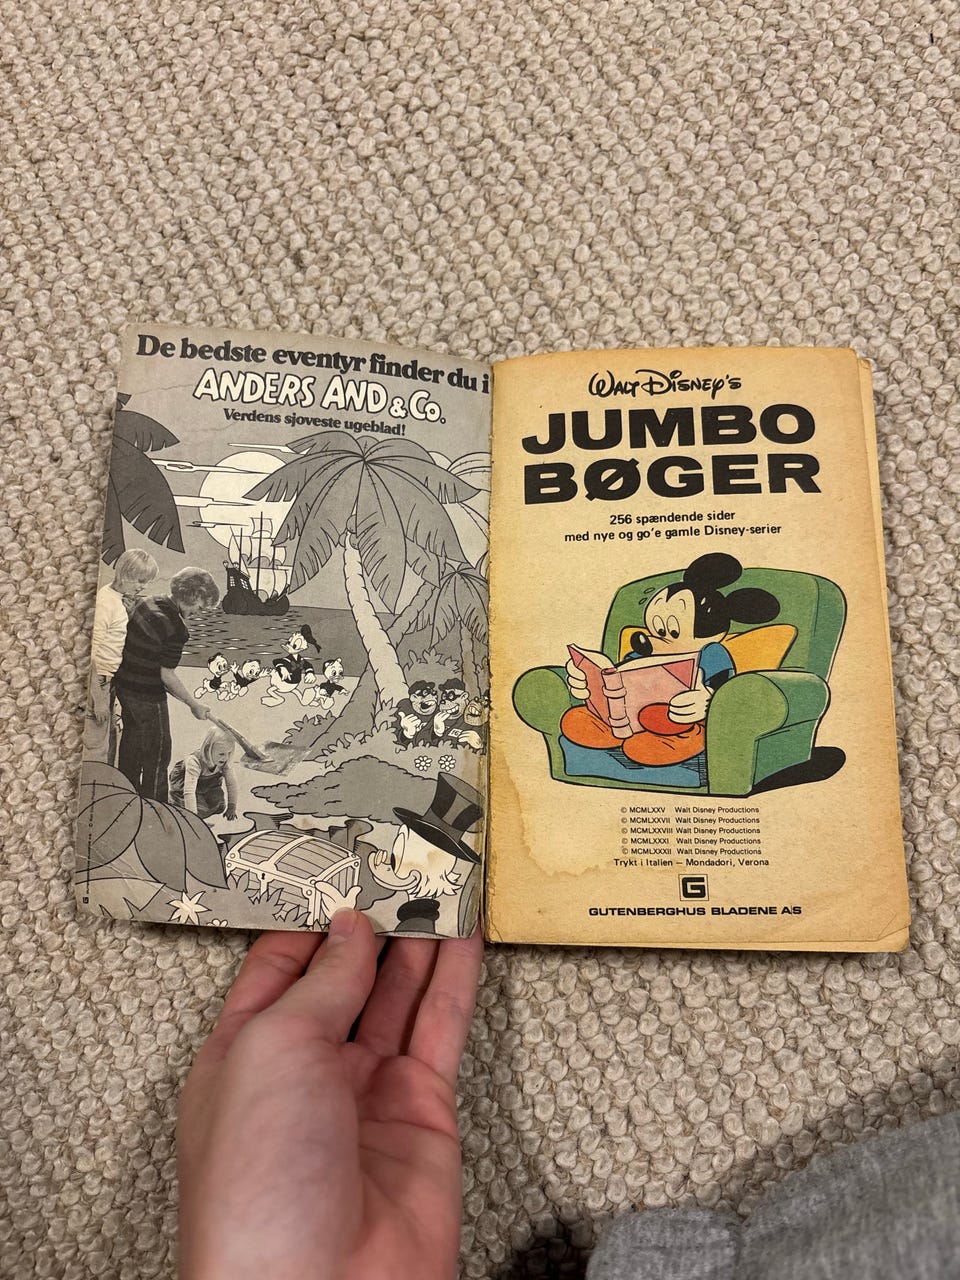 De bedste eventyr finder du i
ANDERS AND & Co.
Verdens sjoveste ugeblad!
WALT DISNEY'S
JUMBO
BØGER
256 spændende sider
med nye og go'e gamle Disney-serier
© MCMLXXV Walt Disney Productions
© MCMLXXVII Walt Disney Productions
© MCMLXXVIII Walt Disney Productions
© MCMLXXXI Walt Disney Productions
© MCMLXXXII Walt Disney Productions
Trykt i Italien – Mondadori, Verona
G
GUTENBERGHUS BLADENE A/S